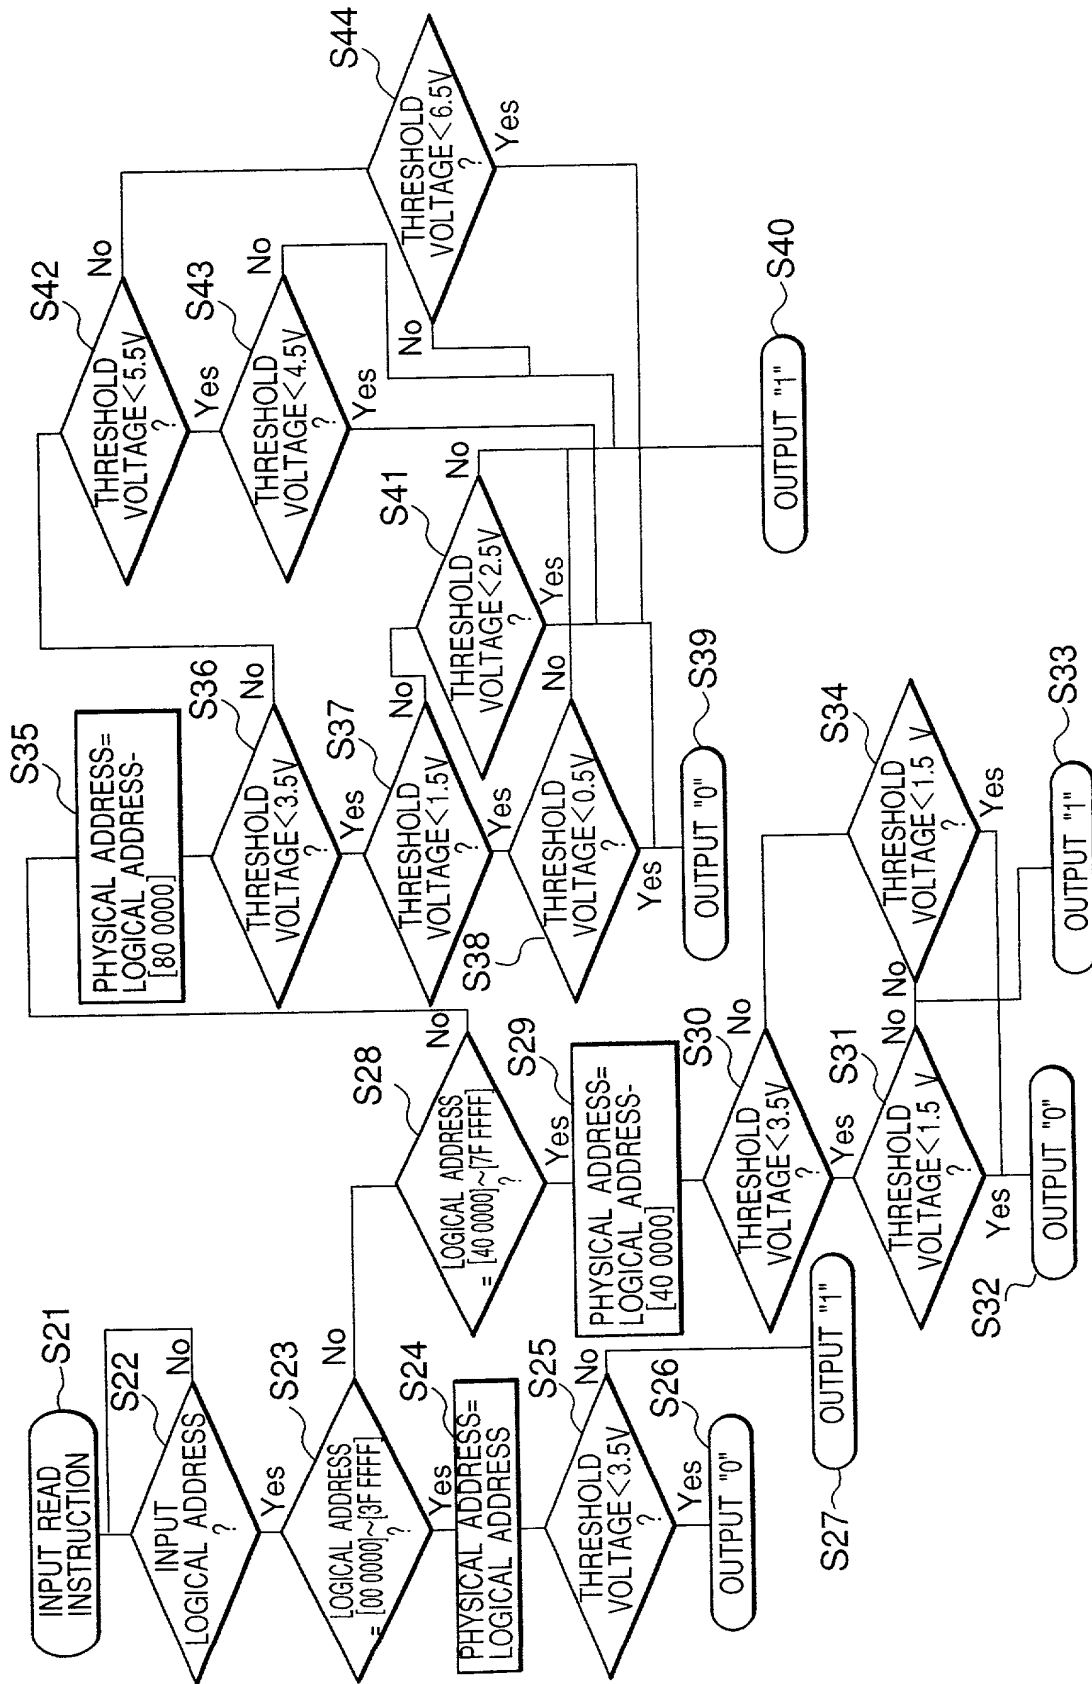 INPUT READ
INSTRUCTION
S21
INPUT
LOGICAL ADDRESS
?
S22
No
Yes
LOGICAL ADDRESS
= [00 0000]~[3F FFFF]
?
S23
No
Yes
PHYSICAL ADDRESS=
LOGICAL ADDRESS
S24
THRESHOLD
VOLTAGE<3.5V
?
S25
No
Yes
OUTPUT "0"
S26
OUTPUT "1"
S27
LOGICAL ADDRESS
= [40 0000]~[7F FFFF]
?
S28
No
Yes
PHYSICAL ADDRESS=
LOGICAL ADDRESS-
[40 0000]
S29
THRESHOLD
VOLTAGE<3.5V
?
S30
No
Yes
THRESHOLD
VOLTAGE<1.5 V
?
S31
No
Yes
OUTPUT "0"
S32
OUTPUT "1"
S33
THRESHOLD
VOLTAGE<1.5 V
?
S34
No
Yes
PHYSICAL ADDRESS=
LOGICAL ADDRESS-
[80 0000]
S35
THRESHOLD
VOLTAGE<3.5V
?
S36
No
Yes
THRESHOLD
VOLTAGE<1.5V
?
S37
No
Yes
THRESHOLD
VOLTAGE<0.5V
?
S38
No
Yes
OUTPUT "0"
S39
OUTPUT "1"
S40
THRESHOLD
VOLTAGE<2.5V
?
S41
No
Yes
THRESHOLD
VOLTAGE<5.5V
?
S42
No
Yes
THRESHOLD
VOLTAGE<4.5V
?
S43
No
Yes
THRESHOLD
VOLTAGE<6.5V
?
S44
No
Yes